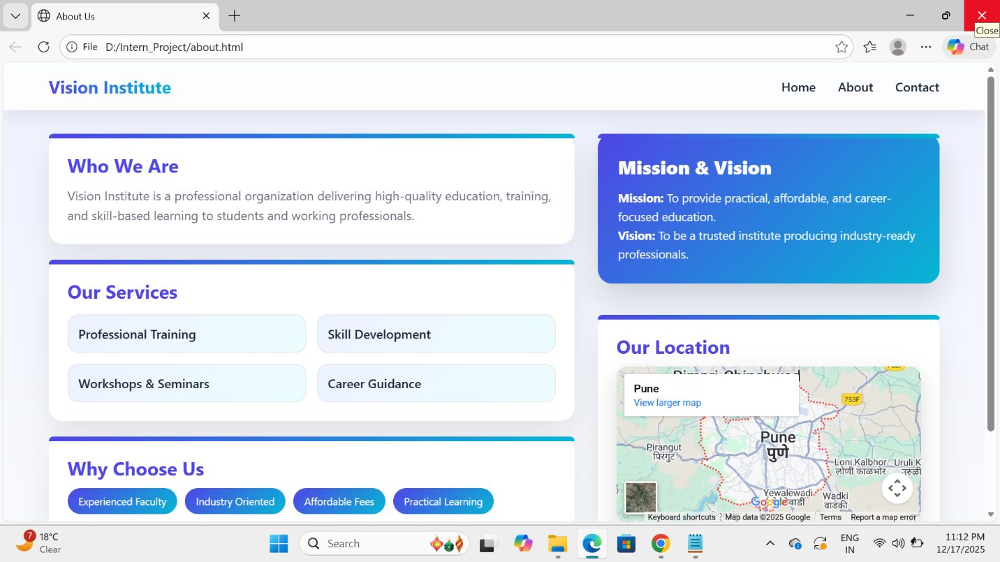 About Us
Close
File D:/Intern_Project/about.html
Chat
Vision Institute
Home About Contact
Who We Are
Vision Institute is a professional organization delivering high-quality education, training,
and skill-based learning to students and working professionals.
Our Services
Professional Training
Skill Development
Workshops & Seminars
Career Guidance
Why Choose Us
Experienced Faculty
Industry Oriented
Affordable Fees
Practical Learning
Mission & Vision
Mission: To provide practical, affordable, and career-
focused education.
Vision: To be a trusted institute producing industry-ready
professionals.
Our Location
Pune
View larger map
753F
Pune
पुणे
Pirangut
पिरंगुट
Loni Kalbhor
लोणी काळभोर
Yewalewadi
Wadki
वाडकी
Google
Keyboard shortcuts Map data ©2025 Google Terms Report a map error
7
18°C
Clear
Search
ENG
IN
11:12 PM
12/17/2025